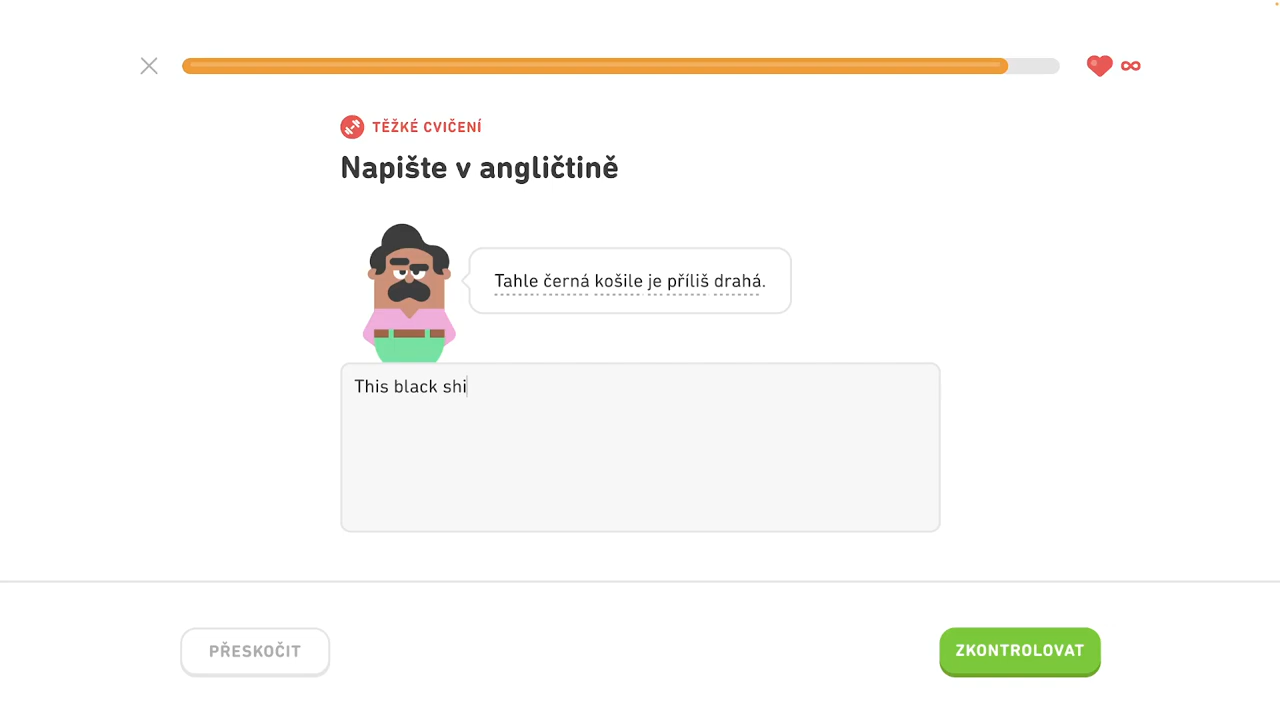 TĚŽKÉ CVIČENÍ
Napište v angličtině
Tahle černá košile je příliš drahá.
This black shi
PŘESKOČIT
ZKONTROLOVAT